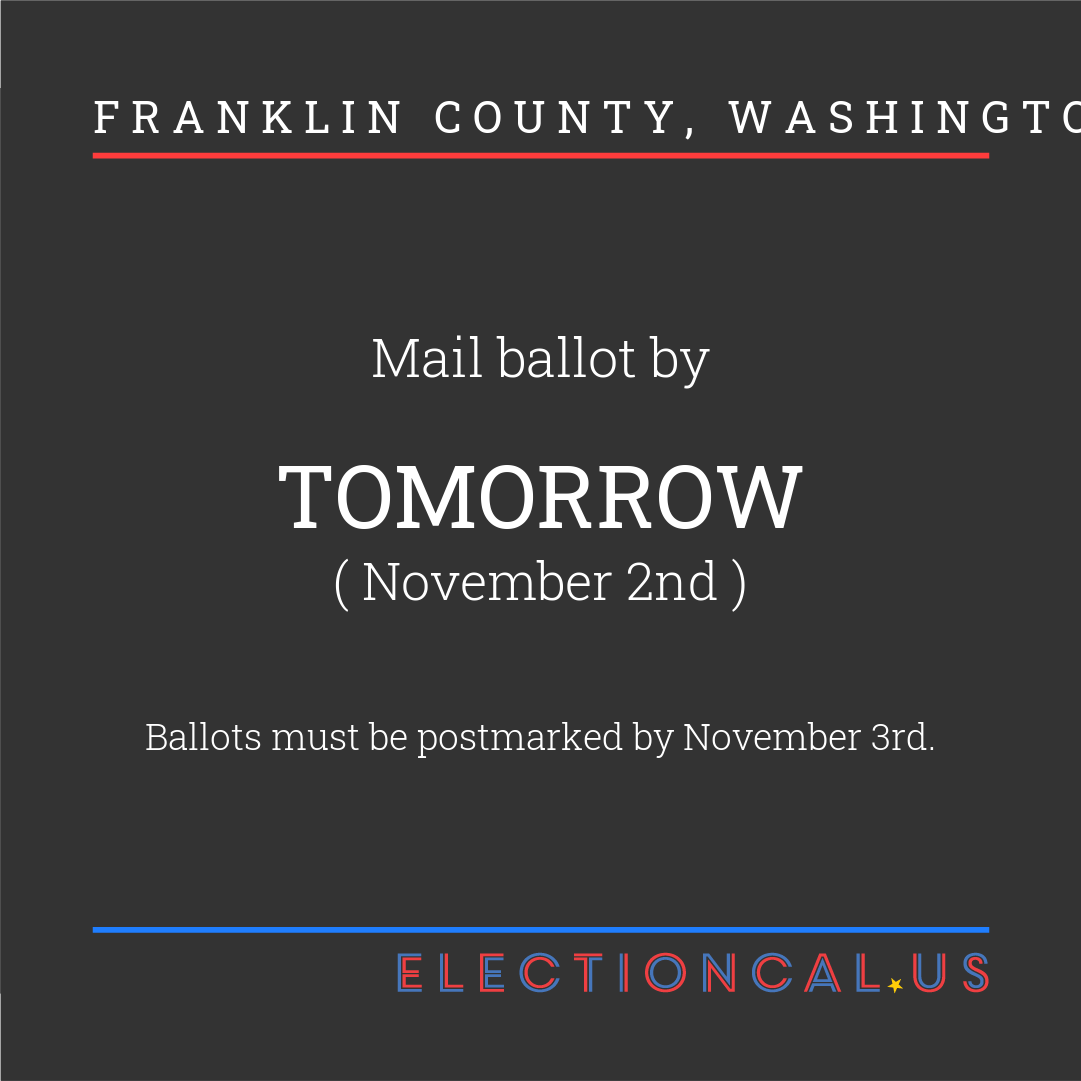 FRANKLIN COUNTY, WASHINGTO
Mail ballot by
TOMORROW
( November 2nd )
Ballots must be postmarked by November 3rd.
ELECTIONCAL.US